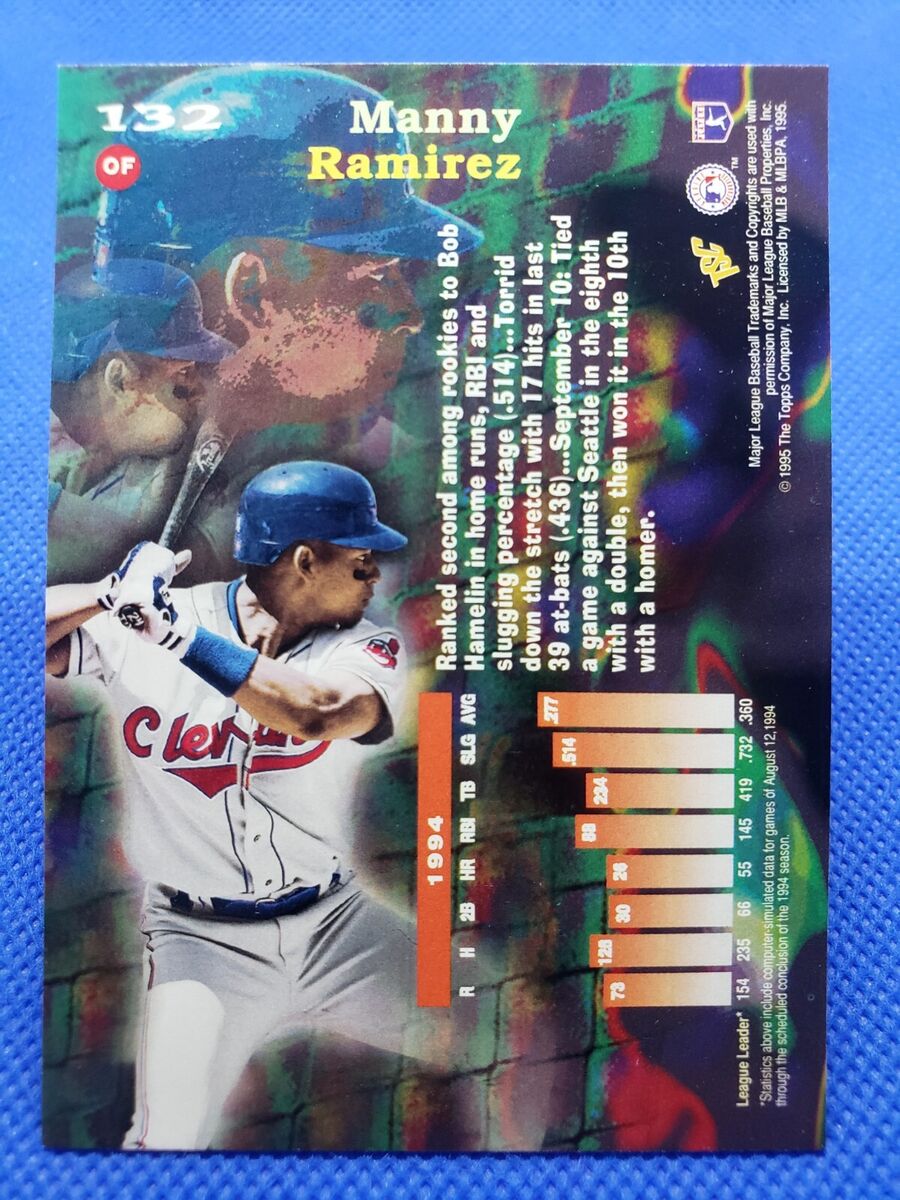 132
OF
Manny
Ramirez
Ranked second among rookies to Bob
Hamelin in home runs, RBI and
slugging percentage (.514)...Torrid
down the stretch with 17 hits in last
39 at-bats (.436)...September 10: Tied
a game against Seattle in the eighth
with a double, then won it in the 10th
with a homer.
1994
R H 2B HR RBI TB SLG AVG
73 128 30 26 88 234 .514 .277
League Leader* 154 235 66 55 145 419 .732 .360
*Statistics above include computer-simulated data for games of August 12,1994
through the scheduled conclusion of the 1994 season.
TSC
TM
Major League Baseball Trademarks and Copyrights are used with
permission of Major League Baseball Properties, Inc.
© 1995 The Topps Company, Inc. Licensed by MLB & MLBPA, 1995.